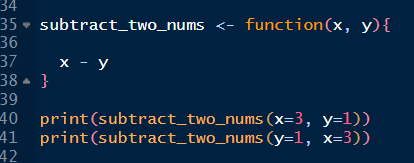 34
35 subtract_two_nums <- function(x, y){
36
37   x - y
38 }
39
40 print(subtract_two_nums(x=3, y=1))
41 print(subtract_two_nums(y=1, x=3))
42